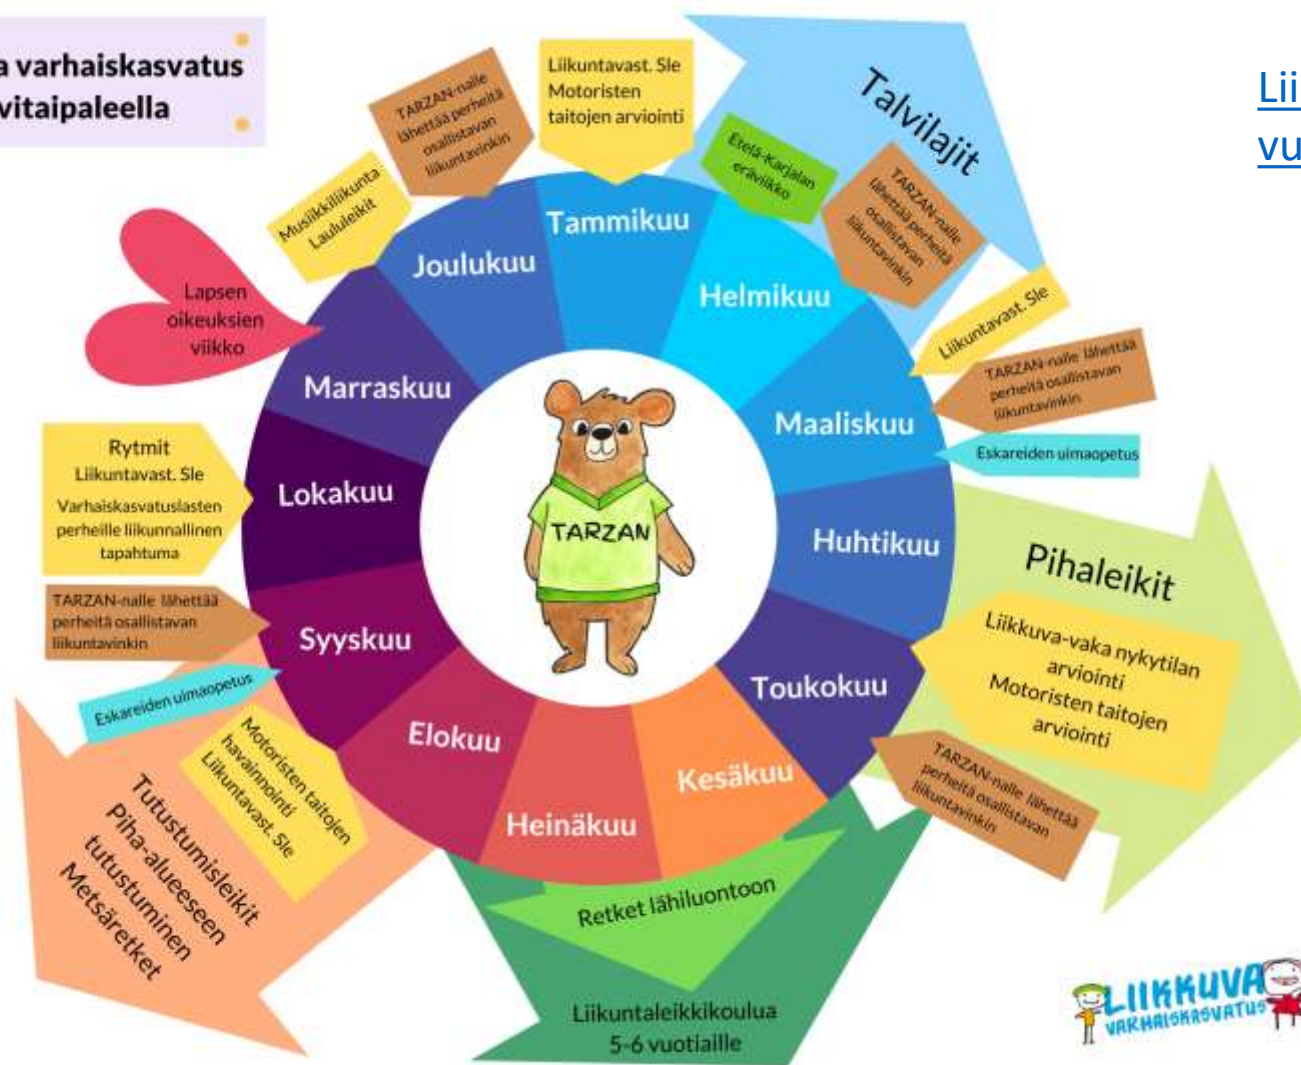 a varhaiskasvatus
vitaipaleella
Lii
vu
Liikuntavast. Sle
Motoristen
taitojen arviointi
Talvilajit
Etelä-Karjalan
eräviikko
TARZAN-nalle
lähettää perheitä
osallistavan
liikuntavinkin
Liikuntavast. Sle
TARZAN-nalle lähettää
perheitä osallistavan
liikuntavinkin
Eskareiden uimaopetus
Pihaleikit
Liikkuva-vaka nykytilan
arviointi
Motoristen taitojen
arviointi
TARZAN-nalle lähettää
perheitä osallistavan
liikuntavinkin
Retket lähiluontoon
Liikuntaleikkikoulua
5-6 vuotiaille
Motoristen taitojen
havainnointi
Liikuntavast. Sle
Tutustumisleikit
Piha-alueeseen
tutustuminen
Metsäretket
Eskareiden uimaopetus
TARZAN-nalle lähettää
perheitä osallistavan
liikuntavinkin
Rytmit
Liikuntavast. Sle
Varhaiskasvatuslasten
perheille liikunnallinen
tapahtuma
Lapsen
oikeuksien
viikko
Musiikkiliikunta
Laululeikit
TARZAN-nalle
lähettää perheitä
osallistavan
liikuntavinkin
Tammikuu
Helmikuu
Maaliskuu
Huhtikuu
Toukokuu
Kesäkuu
Heinäkuu
Elokuu
Syyskuu
Lokakuu
Marraskuu
Joulukuu
TARZAN
LIIKKUVA
VARHAISKASVATUS